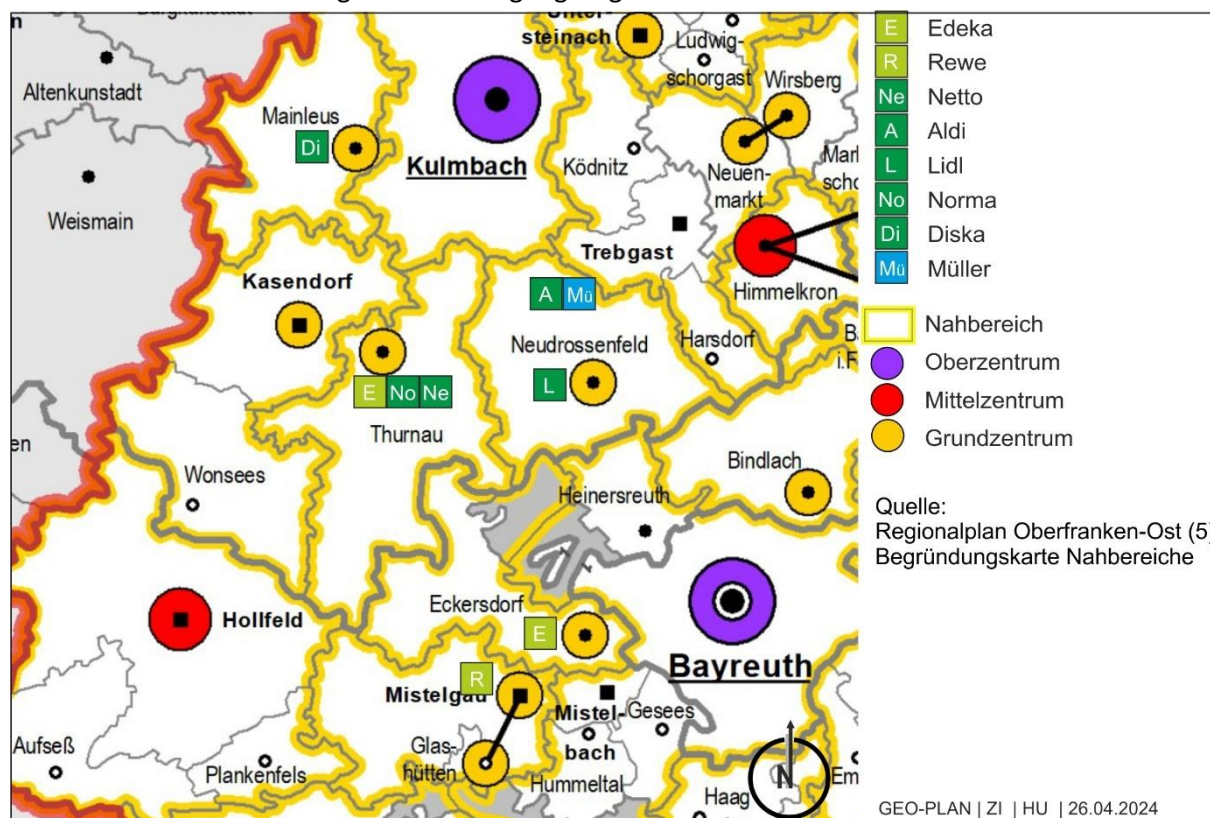 Altenkunstadt
Weismain
Mainleus
Di
Kulmbach
steinach
Ludwig-
schorgast
Wirsberg
Ködnitz
Neuen-
markt
Trebgast
Himmelkron
Kasendorf
A Mü
Neudrossenfeld
L
Harsdorf
E No Ne
Thurnau
Wonsees
Bindlach
Heinersreuth
Hollfeld
Eckersdorf
E
Bayreuth
R
Mistelgau
Mistel-
bach
Gesees
Glas-
hütten
Hummeltal
Aufseß
Plankenfels
Haag
N
E Edeka
R Rewe
Ne Netto
A Aldi
L Lidl
No Norma
Di Diska
Mü Müller
Nahbereich
Oberzentrum
Mittelzentrum
Grundzentrum
Quelle:
Regionalplan Oberfranken-Ost (5)
Begründungskarte Nahbereiche
GEO-PLAN | ZI | HU | 26.04.2024